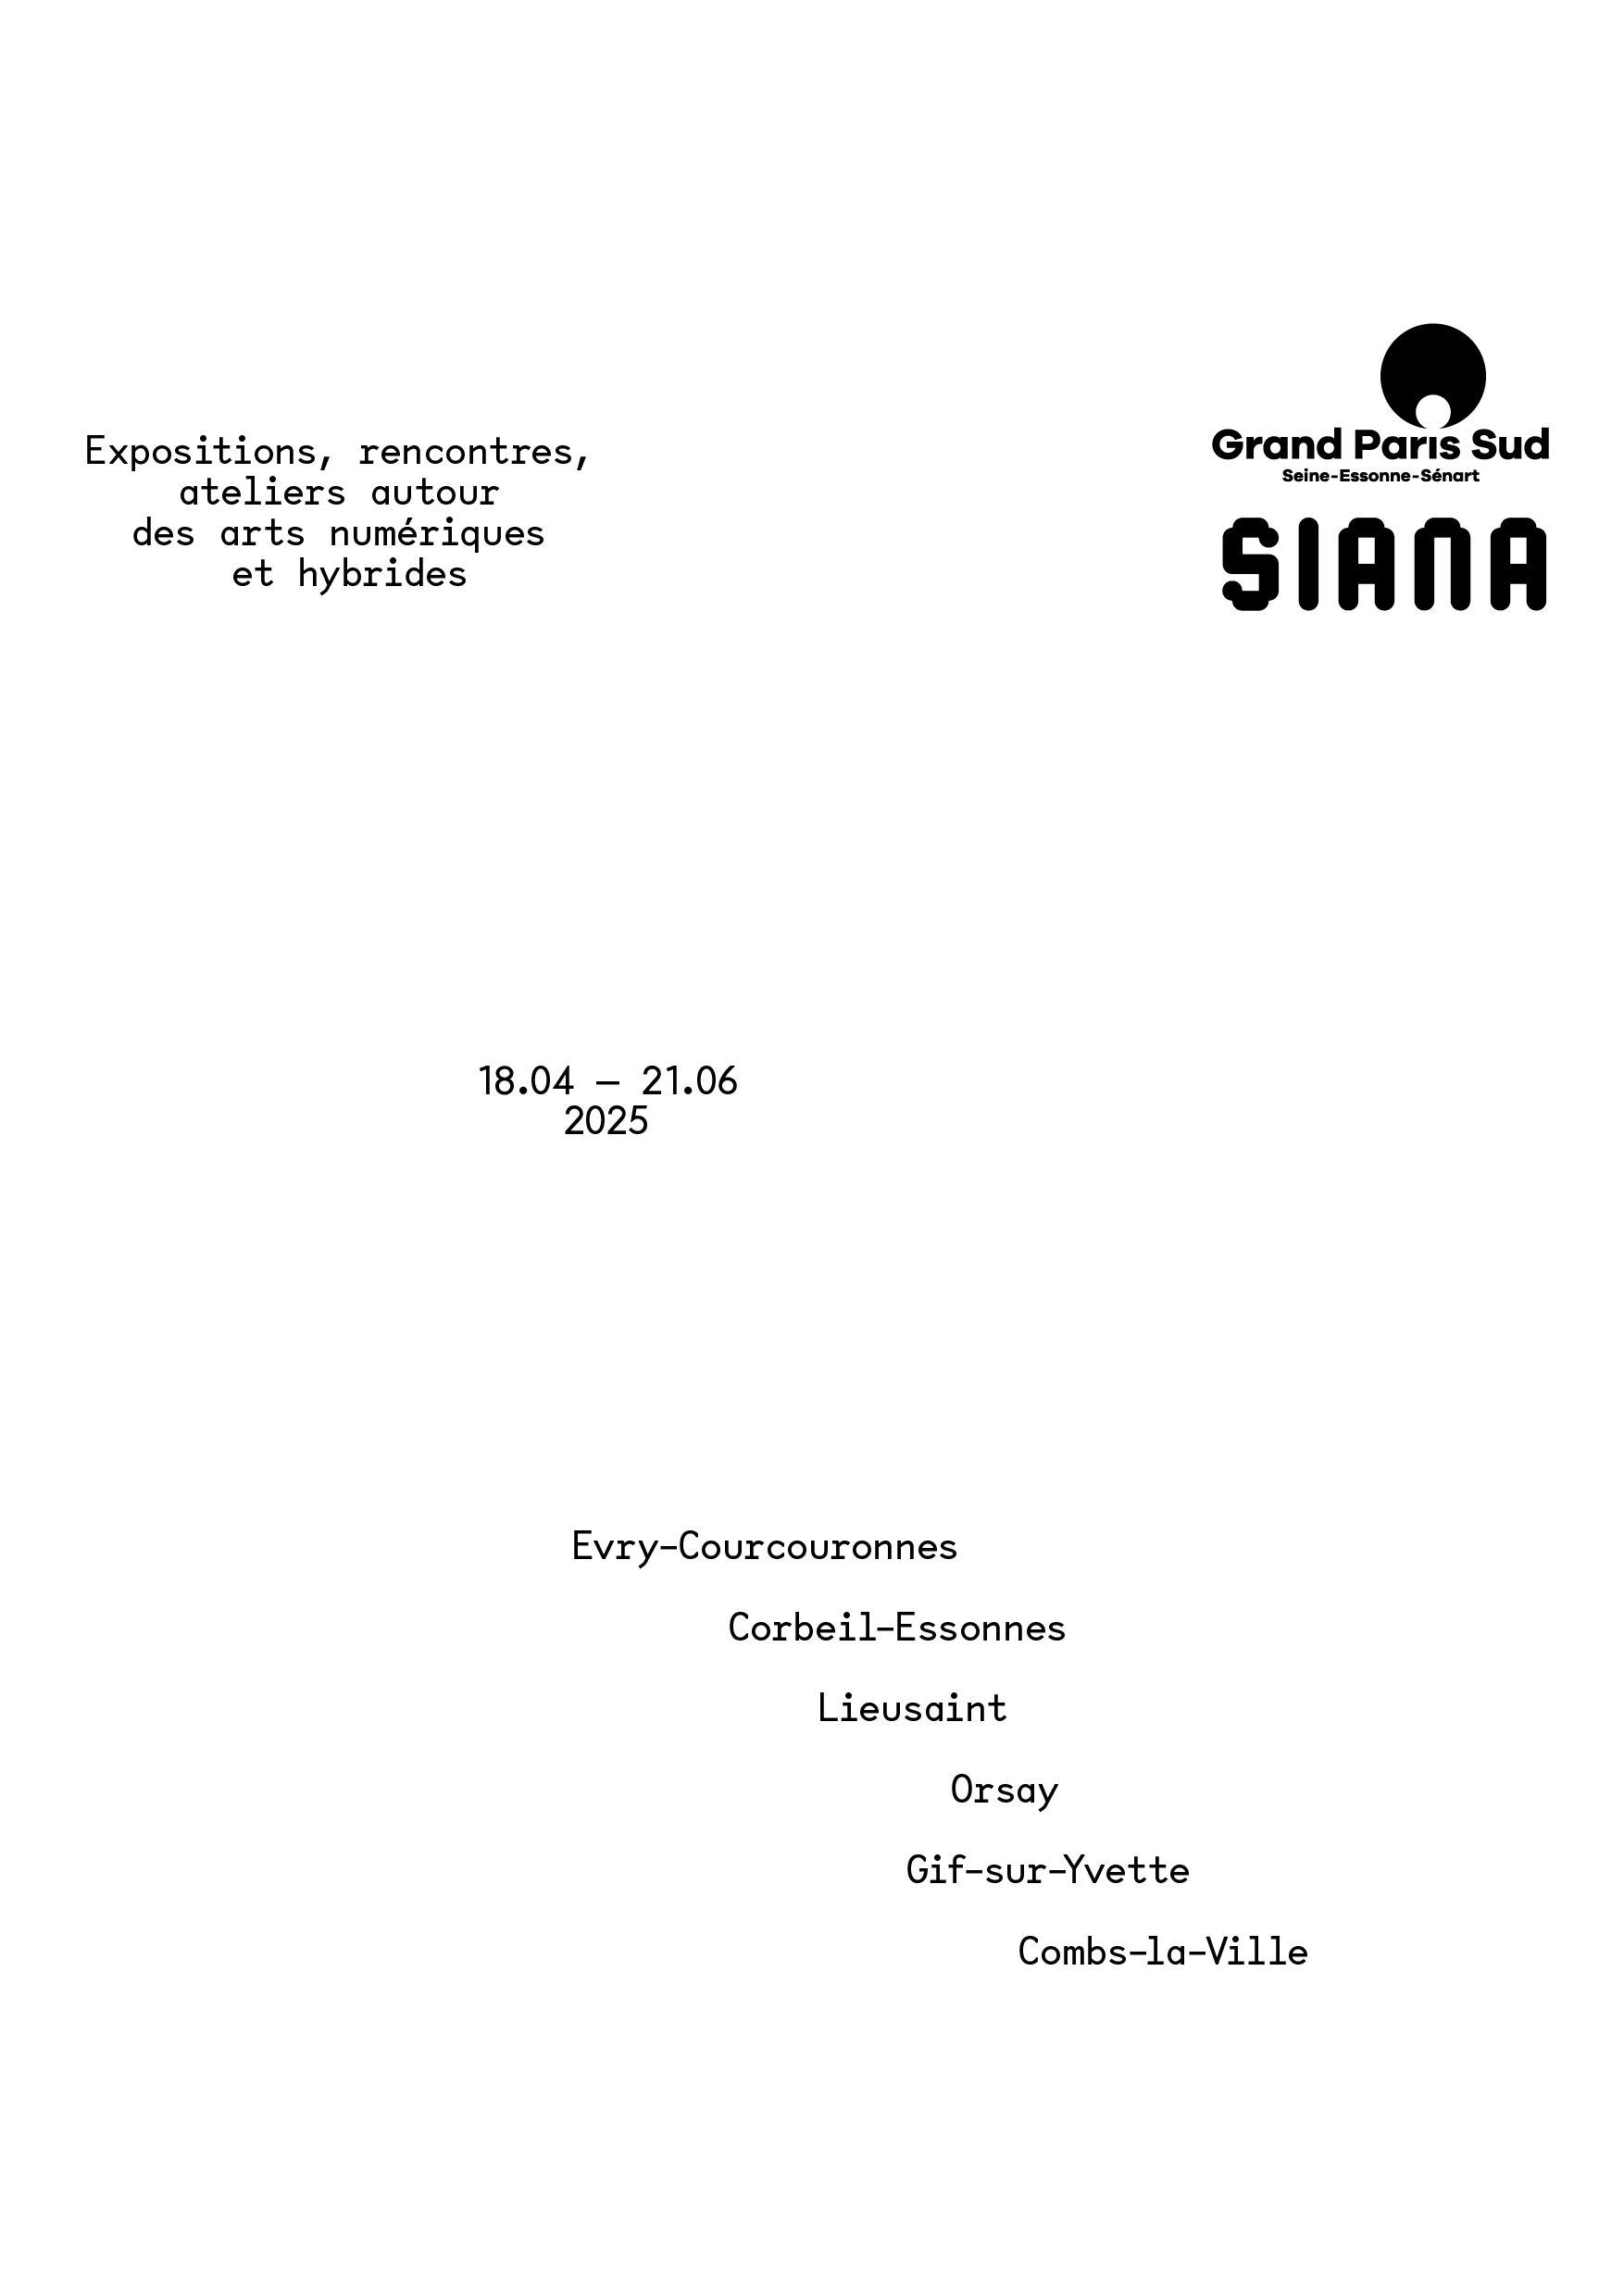 Expositions, rencontres,
ateliers autour
des arts numériques
et hybrides
Grand Paris Sud
Seine-Essonne-Sénart
SIANA
18.04 — 21.06
2025
Evry-Courcouronnes
Corbeil-Essonnes
Lieusaint
Orsay
Gif-sur-Yvette
Combs-la-Ville